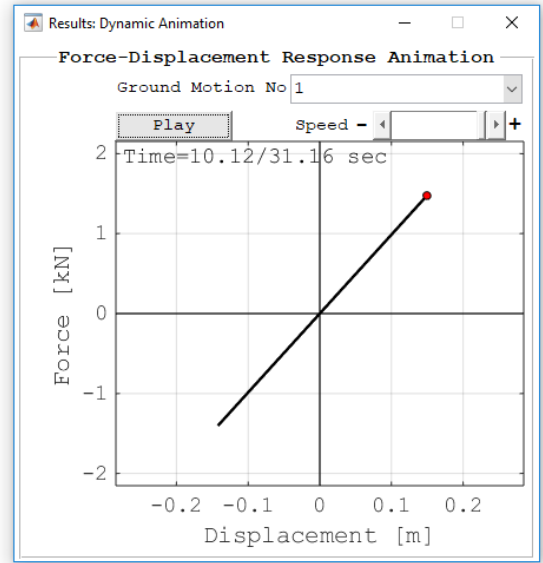 Results: Dynamic Animation
Force-Displacement Response Animation
Ground Motion No 1
Play Speed - +
Time=10.12/31.16 sec
2
1
0
-1
-2
Force [kN]
-0.2 -0.1 0 0.1 0.2
Displacement [m]